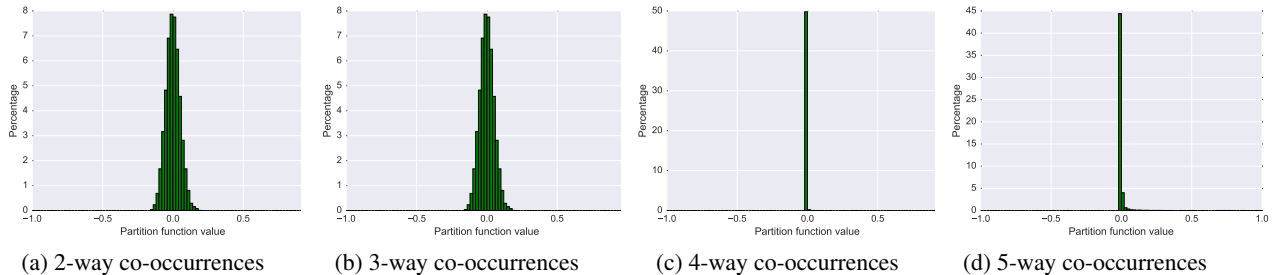 8
7
6
5
4
3
2
1
0
Percentage
−1.0 −0.5 0.0 0.5
Partition function value
(a) 2-way co-occurrences
8
7
6
5
4
3
2
1
0
Percentage
−1.0 −0.5 0.0 0.5
Partition function value
(b) 3-way co-occurrences
50
40
30
20
10
0
Percentage
−1.0 −0.5 0.0 0.5
Partition function value
(c) 4-way co-occurrences
45
40
35
30
25
20
15
10
5
0
Percentage
−1.0 −0.5 0.0 0.5 1.0
Partition function value
(d) 5-way co-occurrences